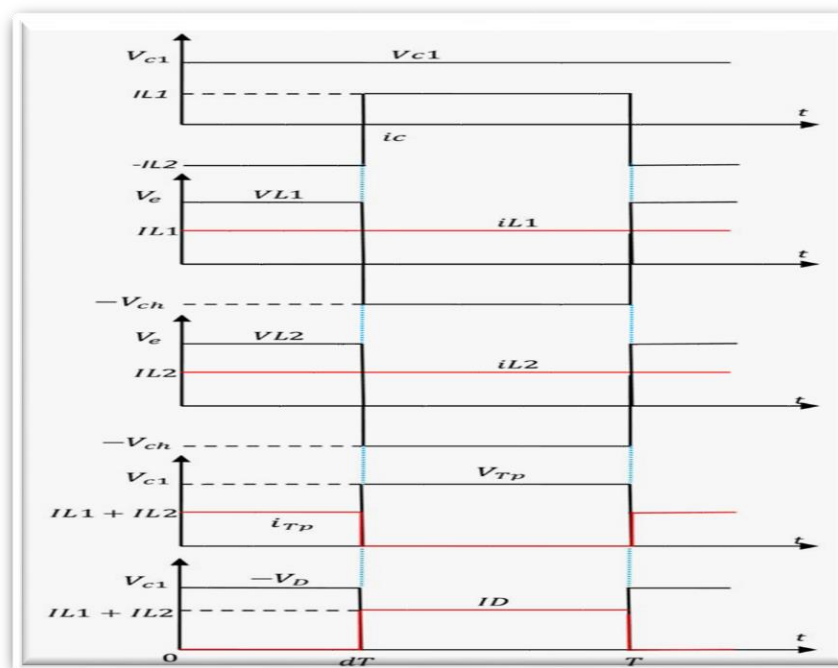 Vc1 Vc1
IL1 t
ic
-IL2
Ve VL1
IL1 iL1
t
−Vch
Ve VL2
IL2 iL2
t
−Vch
Vc1 VTp
IL1 + IL2 iTp
t
Vc1 −VD
IL1 + IL2 ID
t
0 dT T